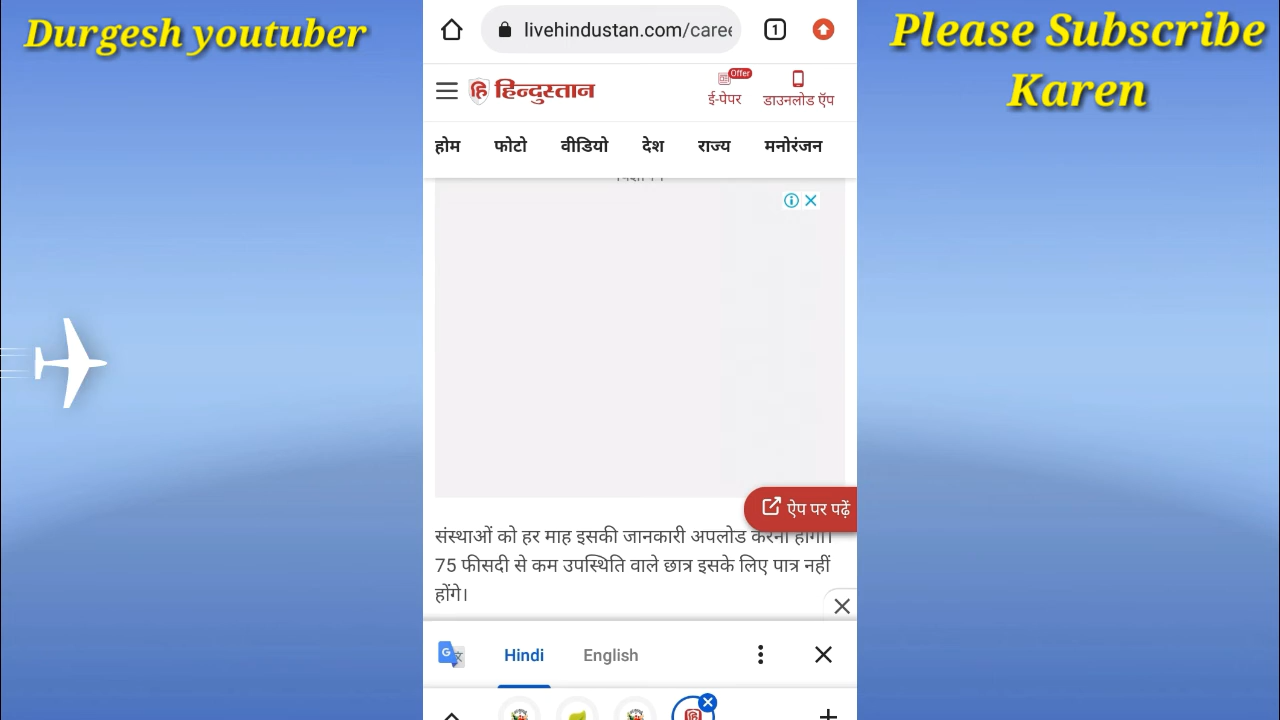 Durgesh youtuber
Please Subscribe
Karen
1
livehindustan.com/caree
हिन्दुस्तान
Offer
ई-पेपर
डाउनलोड ऍप
होम फोटो वीडियो देश राज्य मनोरंजन
ऐप पर पढ़ें
संस्थाओं को हर माह इसकी जानकारी अपलोड करना होगा।
75 फीसदी से कम उपस्थिति वाले छात्र इसके लिए पात्र नहीं
होंगे।
Hindi English